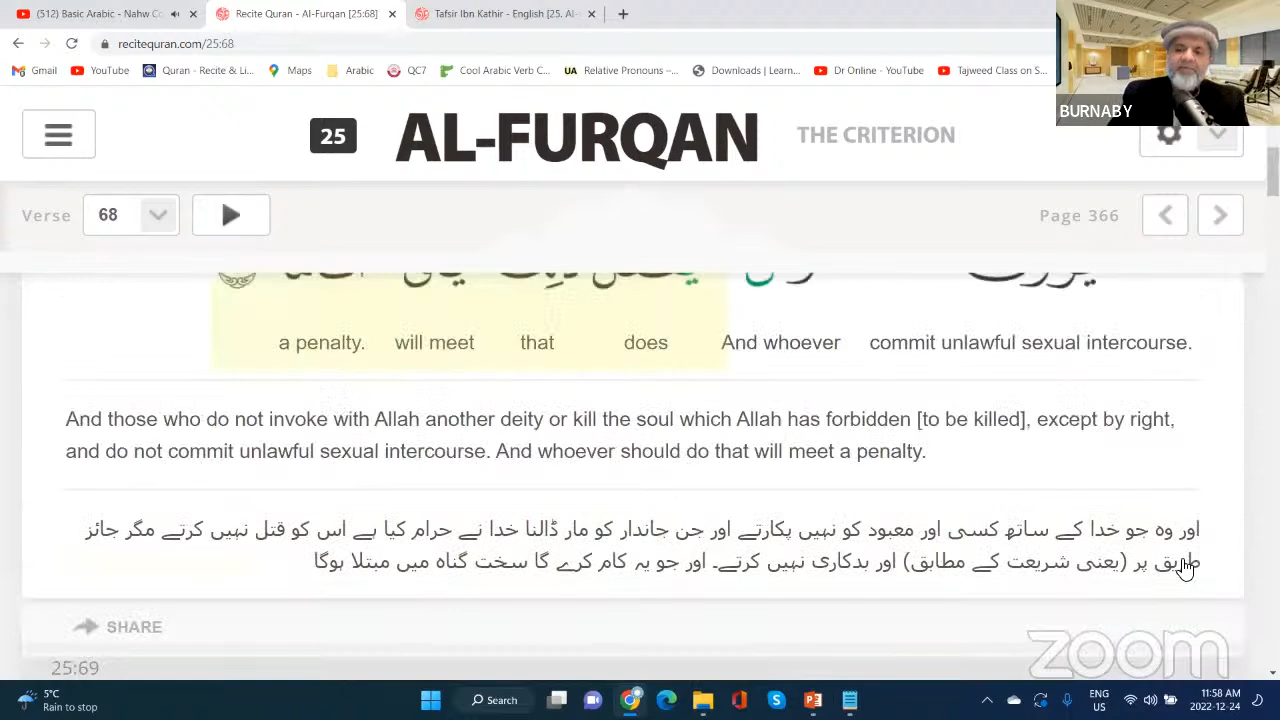 (512) Basic Arabic - Nahw Co
Recite Quran - Al-Furqan [25:68]
Tafsir Ibn Kathir - English [25. Al-
recitequran.com/25:68
Gmail YouTube Quran - Recite & Li... Maps Arabic QC7 Cool Arabic Verb C... UA Relative Pronouns –... Downloads | Learn... Dr Online - YouTube Tajweed Class on S...
BURNABY
25 AL-FURQAN THE CRITERION
Verse 68 Page 366
a penalty. will meet that does And whoever commit unlawful sexual intercourse.
And those who do not invoke with Allah another deity or kill the soul which Allah has forbidden [to be killed], except by right,
and do not commit unlawful sexual intercourse. And whoever should do that will meet a penalty.
اور وہ جو خدا کے ساتھ کسی اور معبود کو نہیں پکارتے اور جن جاندار کو مار ڈالنا خدا نے حرام کیا ہے اس کو قتل نہیں کرتے مگر جائز
طریق پر (یعنی شریعت کے مطابق) اور بدکاری نہیں کرتے۔ اور جو یہ کام کرے گا سخت گناہ میں مبتلا ہوگا
SHARE
zoom
25:69
5°C
Rain to stop
Search
ENG
US
11:58 AM
2022-12-24